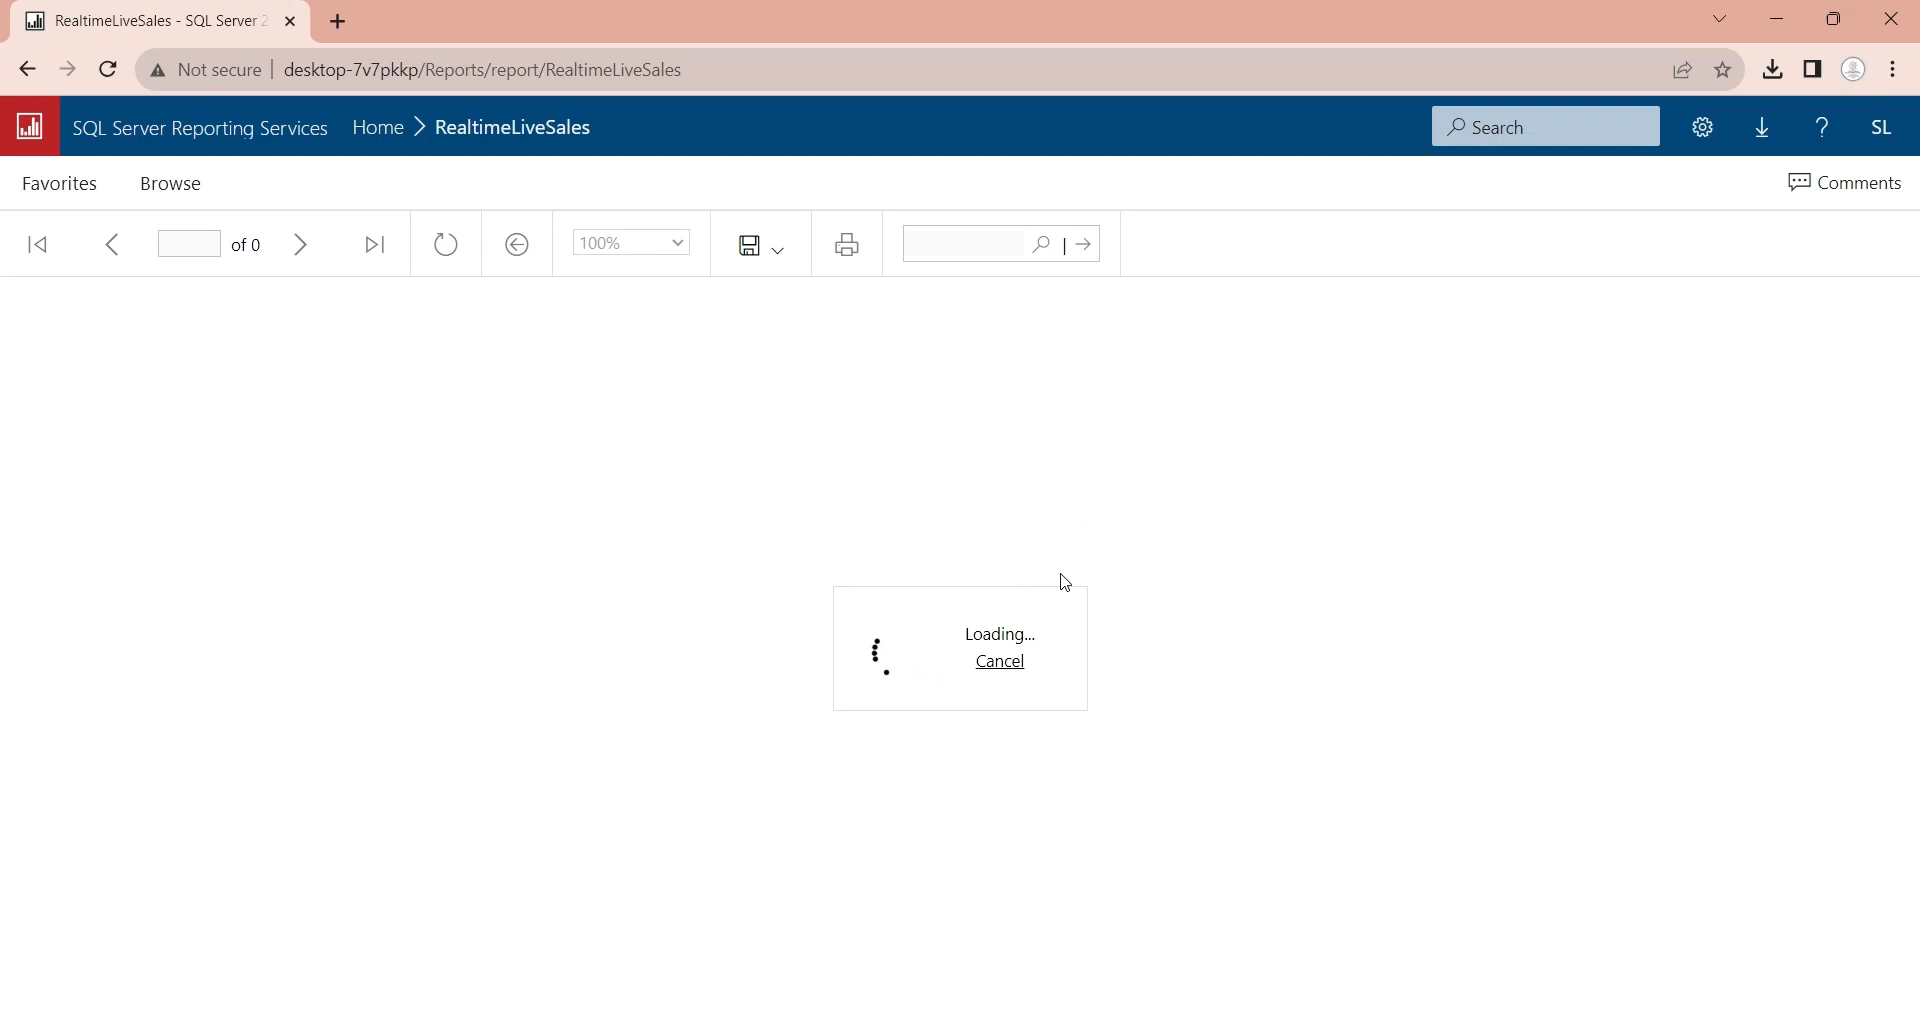 RealtimeLiveSales - SQL Server 2
Not secure desktop-7v7pkkp/Reports/report/RealtimeLiveSales
SQL Server Reporting Services Home RealtimeLiveSales Search ? SL
Favorites Browse Comments
of 0 100%
Loading...
Cancel